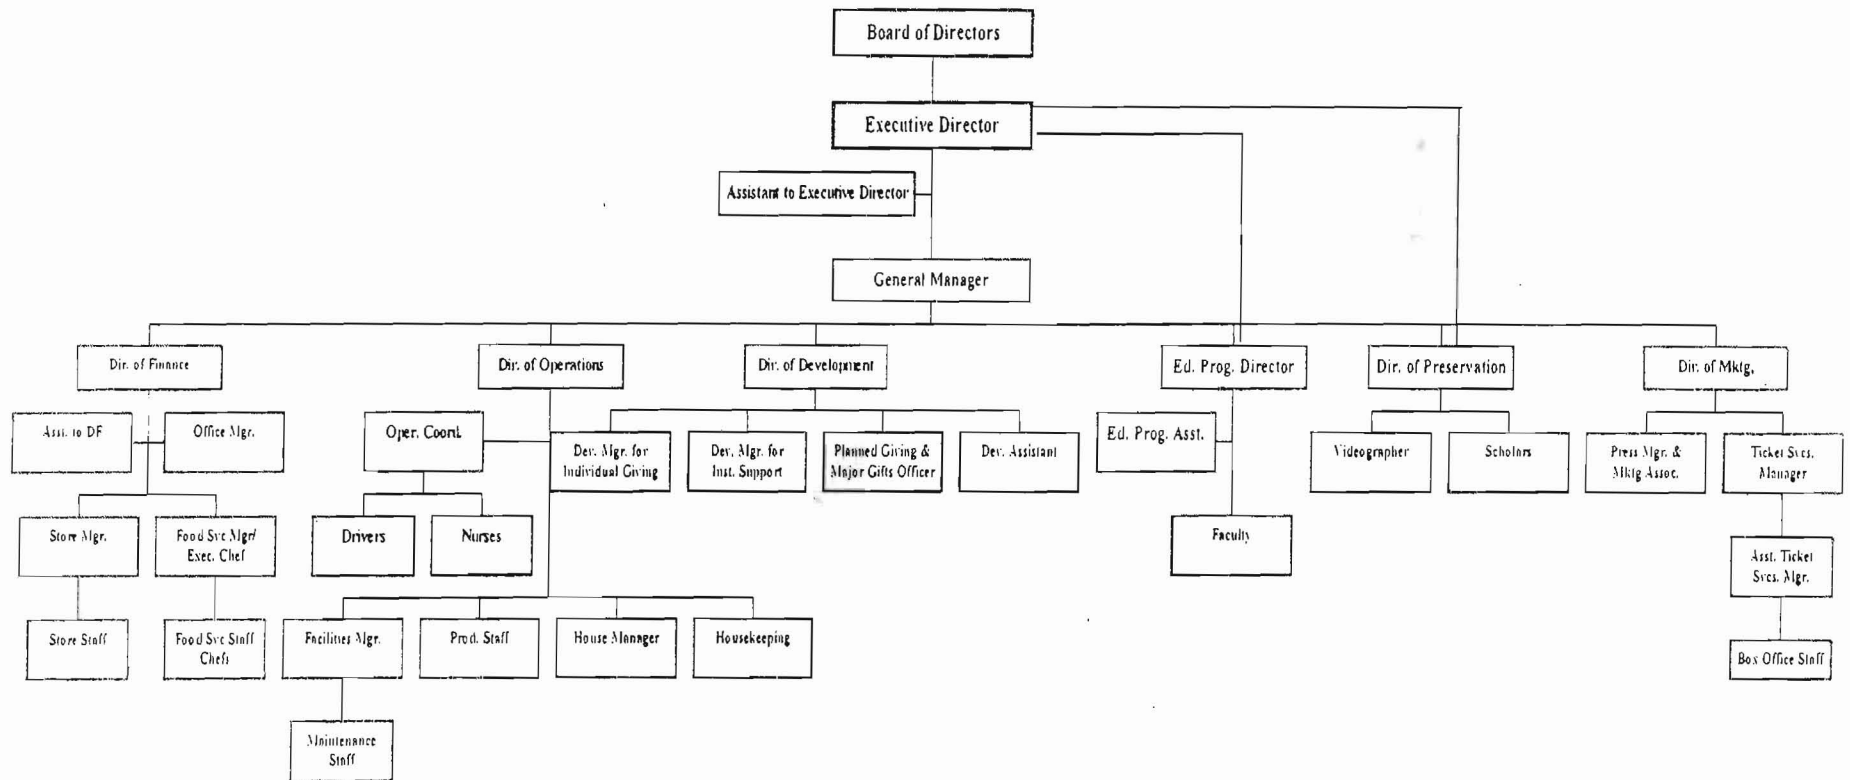 Board of Directors
Executive Director
Assistant to Executive Director
General Manager
Dir. of Finance
Dir. of Operations
Dir. of Development
Ed. Prog. Director
Dir. of Preservation
Dir. of Mktg.
Asst. to DF
Office Mgr.
Oper. Coord.
Dev. Mgr. for
Individual Giving
Dev. Mgr. for
Inst. Support
Planned Giving &
Major Gifts Officer
Dev. Assistant
Ed. Prog. Asst.
Videographer
Scholars
Press Mgr. &
Mktg Assoc.
Ticket Svcs.
Manager
Store Mgr.
Food Svc Mgr/
Exec. Chef
Drivers
Nurses
Faculty
Asst. Ticket
Svcs. Mgr.
Store Staff
Food Svc Staff
Chefs
Facilities Mgr.
Prod. Staff
House Manager
Housekeeping
Box Office Staff
Maintenance
Staff